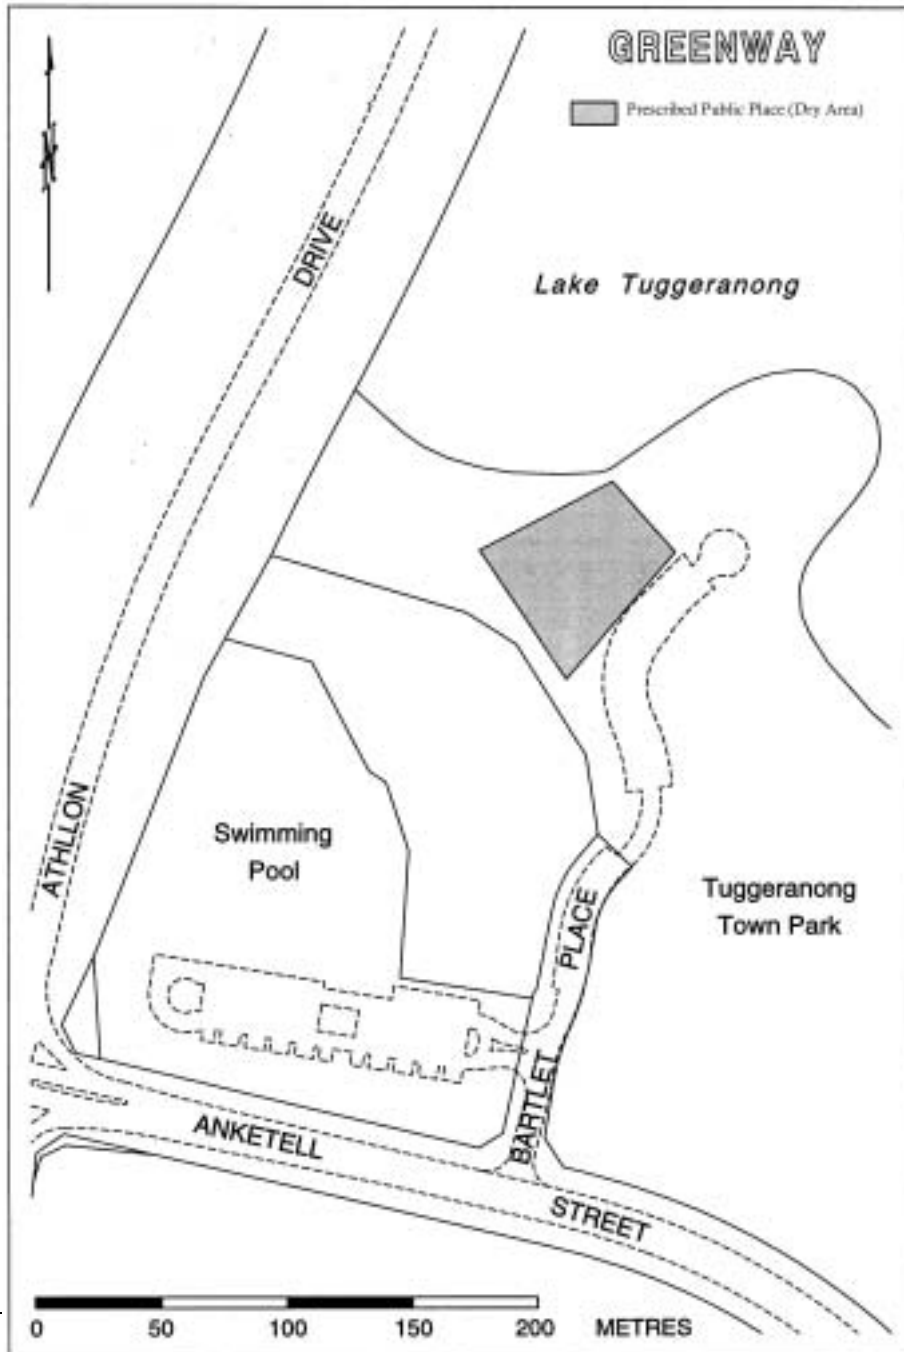 GREENWAY
Prescribed Public Place (Dry Area)
DRIVE
Lake Tuggeranong
ATHLLON
Swimming
Pool
PLACE
Tuggeranong
Town Park
BARTLET
ANKETELL
STREET
0 50 100 150 200 METRES